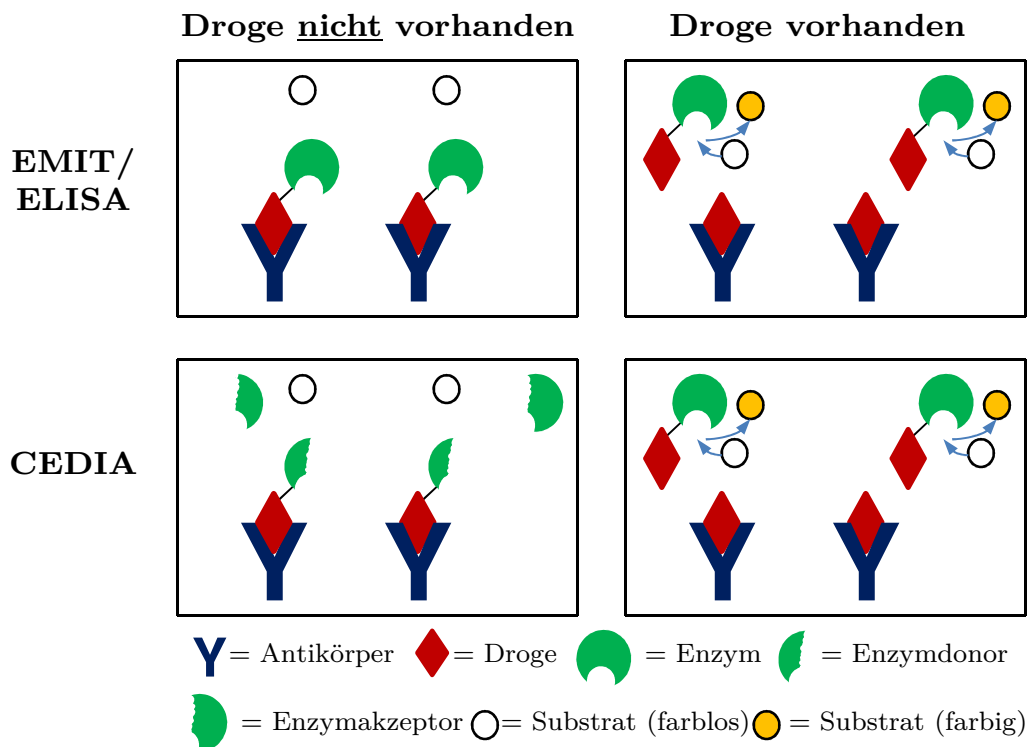 Droge nicht vorhanden
Droge vorhanden
EMIT/
ELISA
CEDIA
= Antikörper
= Droge
= Enzym
= Enzymdonor
= Enzymakzeptor
= Substrat (farblos)
= Substrat (farbig)